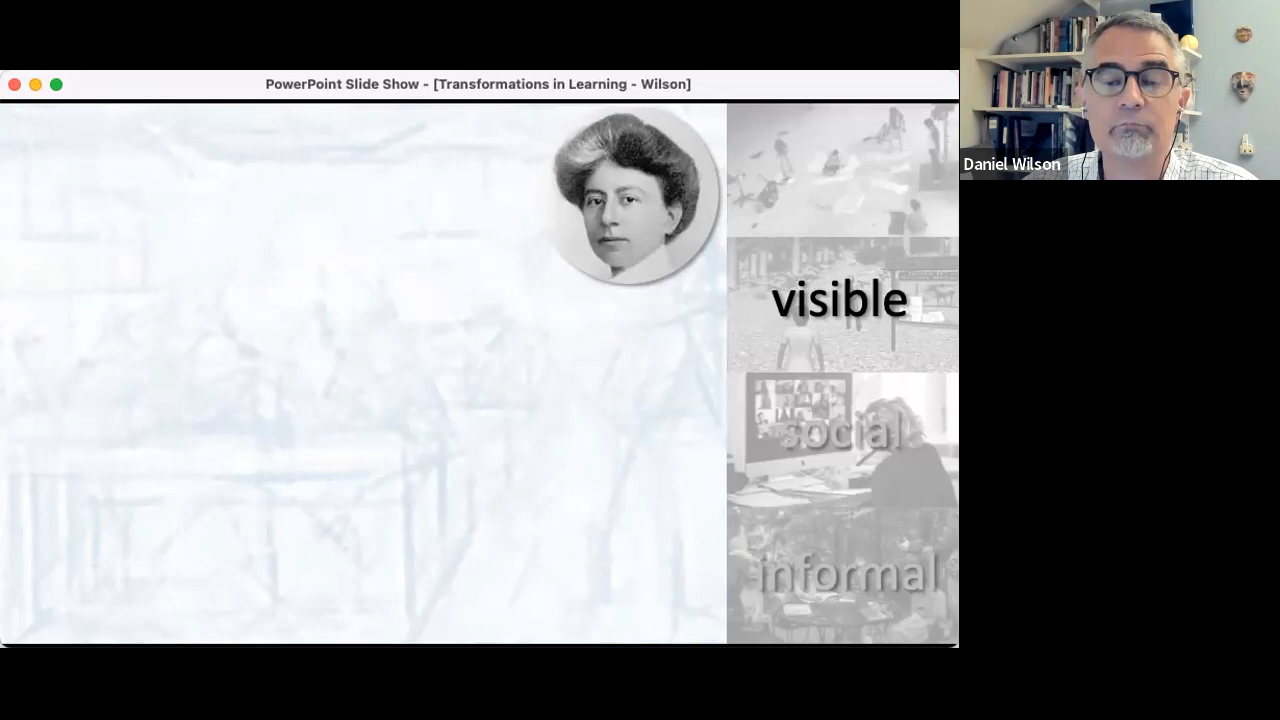 PowerPoint Slide Show - [Transformations in Learning - Wilson]
Daniel Wilson
visible
social
informal